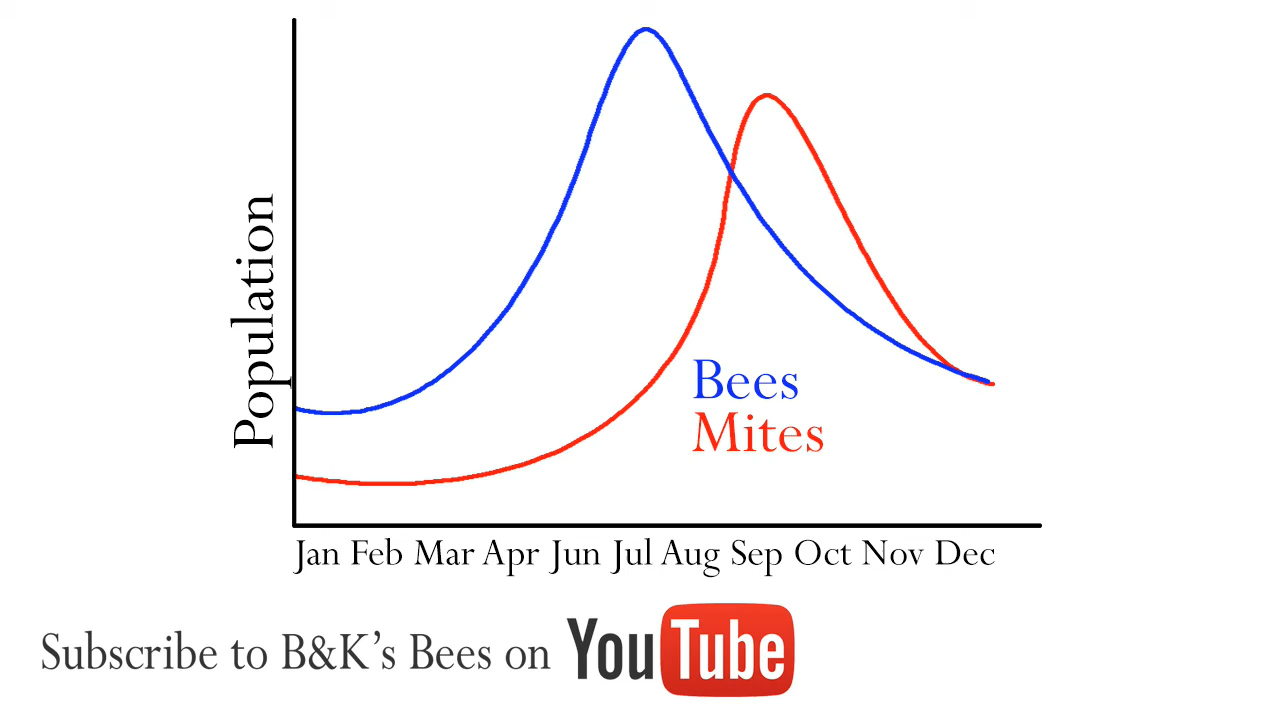 Population
Bees
Mites
Jan Feb Mar Apr Jun Jul Aug Sep Oct Nov Dec
Subscribe to B&K's Bees on YouTube